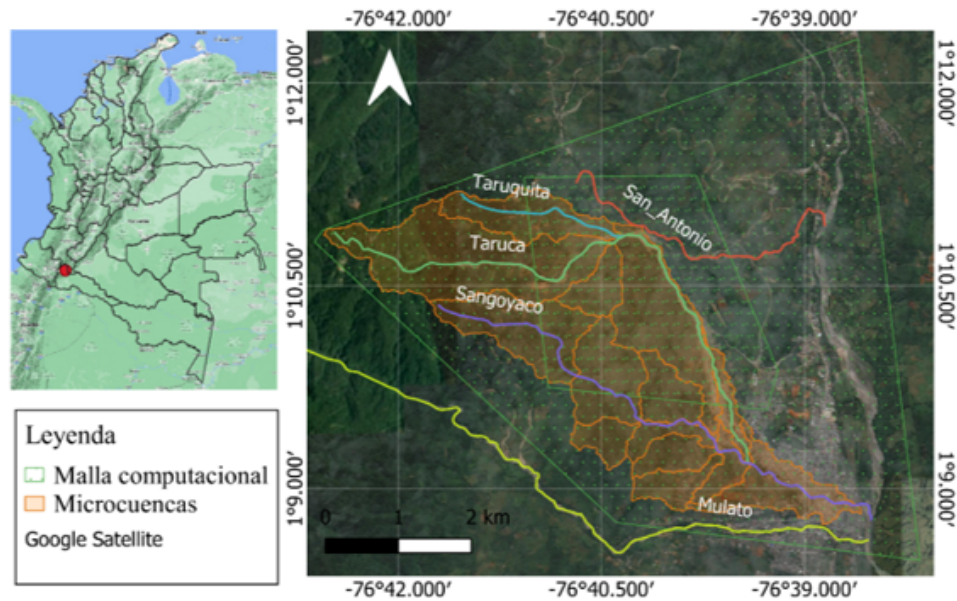 -76°42.000′ -76°40.500′ -76°39.000′
1°12.000′ 1°12.000′
Taruquita
San_Antonio
Taruca
1°10.500′ 1°10.500′
Sangoyaco
Leyenda
Malla computacional
Microcuencas
Google Satellite
1°9.000′ 1°9.000′
Mulato
0 1 2 km
-76°42.000′ -76°40.500′ -76°39.000′